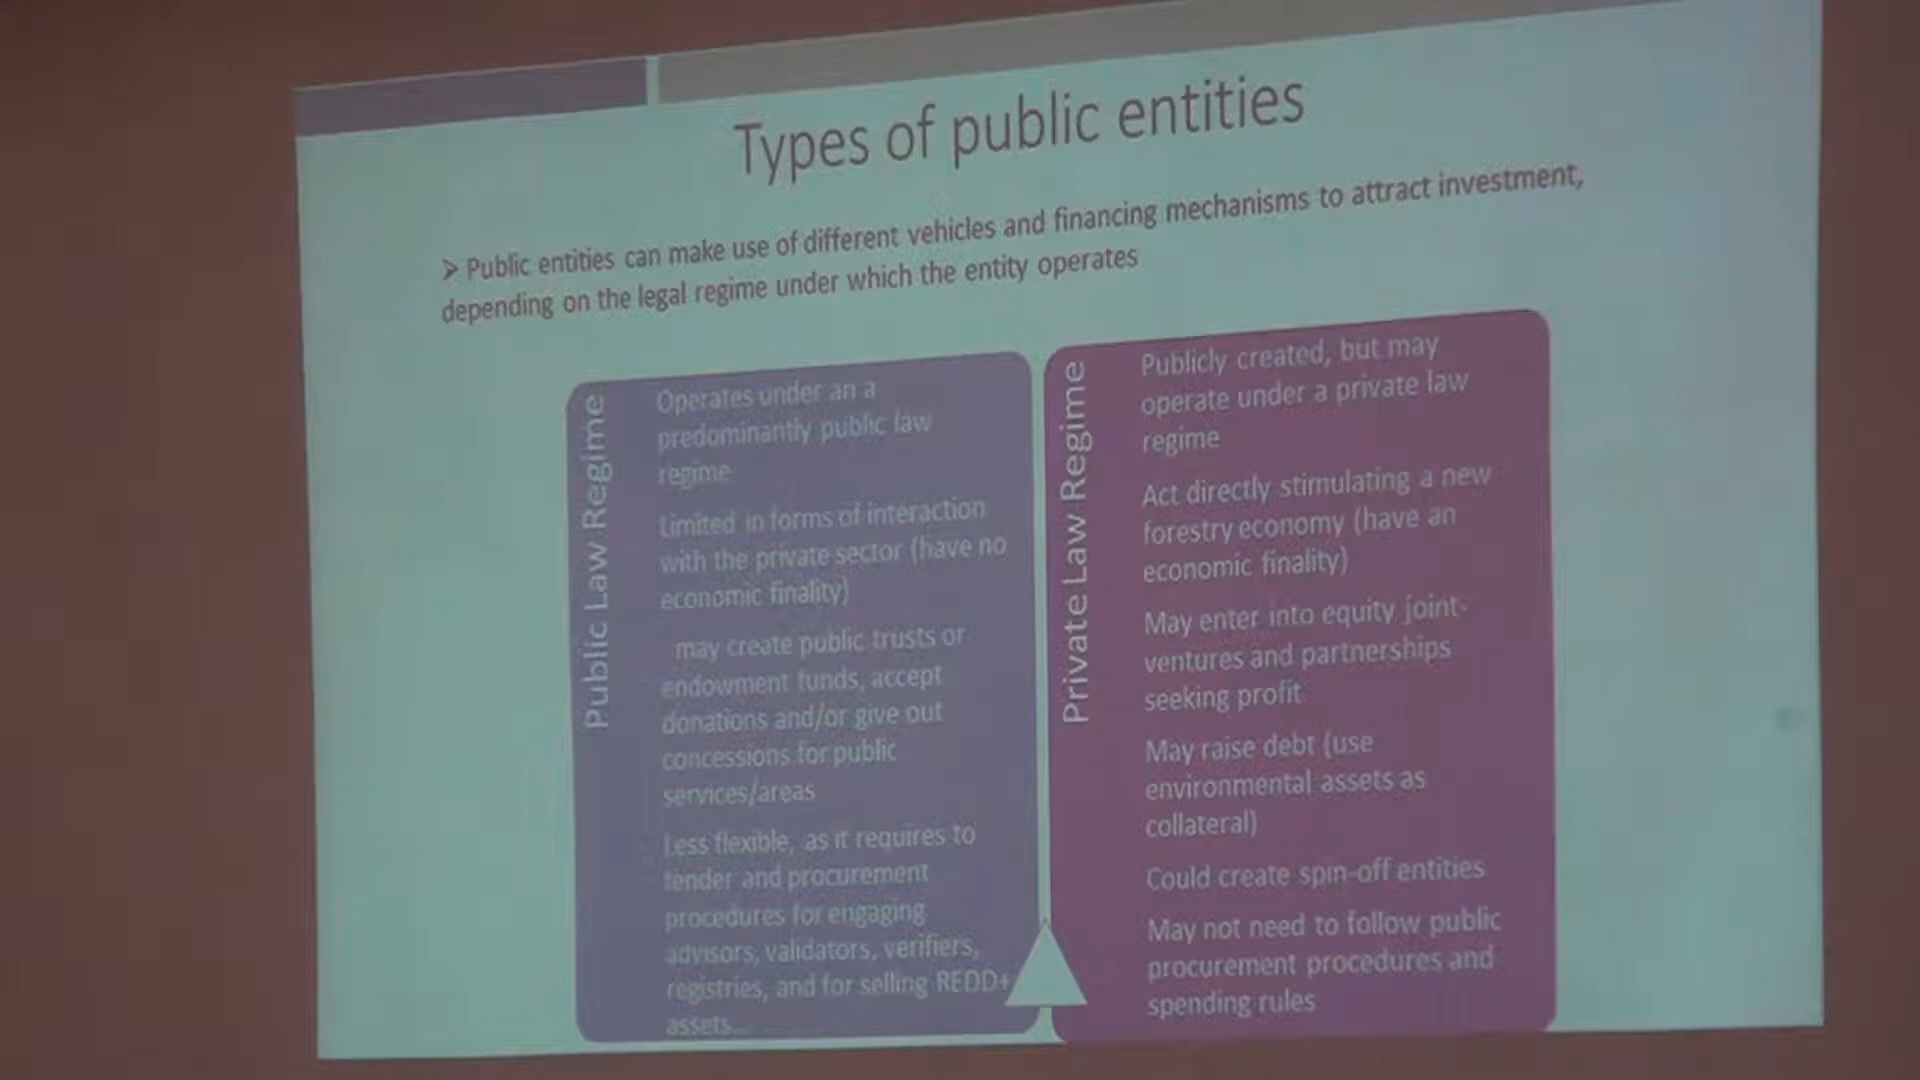 Types of public entities
➢ Public entities can make use of different vehicles and financing mechanisms to attract investment,
depending on the legal regime under which the entity operates
Public Law Regime
Operates under an a
predominantly public law
regime
Limited in forms of interaction
with the private sector (have no
economic finality)
may create public trusts or
endowment funds, accept
donations and/or give out
concessions for public
services/areas
Less flexible, as it requires to
tender and procurement
procedures for engaging
advisors, validators, verifiers,
registries, and for selling REDD+
assets...
Private Law Regime
Publicly created, but may
operate under a private law
regime
Act directly stimulating a new
forestry economy (have an
economic finality)
May enter into equity joint-
ventures and partnerships
seeking profit
May raise debt (use
environmental assets as
collateral)
Could create spin-off entities
May not need to follow public
procurement procedures and
spending rules